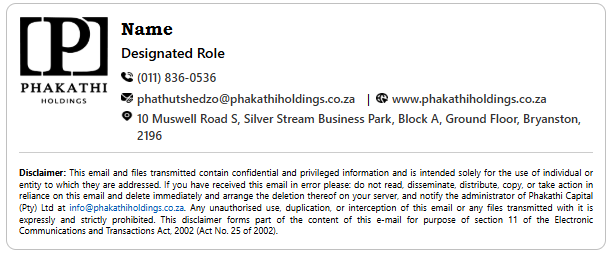 P
PHAKATHI
HOLDINGS
Name
Designated Role
(011) 836-0536
phathutshedzo@phakathiholdings.co.za | www.phakathiholdings.co.za
10 Muswell Road S, Silver Stream Business Park, Block A, Ground Floor, Bryanston,
2196
Disclaimer: This email and files transmitted contain confidential and privileged information and is intended solely for the use of individual or
entity to which they are addressed. If you have received this email in error please: do not read, disseminate, distribute, copy, or take action in
reliance on this email and delete immediately and arrange the deletion thereof on your server, and notify the administrator of Phakathi Capital
(Pty) Ltd at info@phakathiholdings.co.za. Any unauthorised use, duplication, or interception of this email or any files transmitted with it is
expressly and strictly prohibited. This disclaimer forms part of the content of this e-mail for purpose of section 11 of the Electronic
Communications and Transactions Act, 2002 (Act No. 25 of 2002).